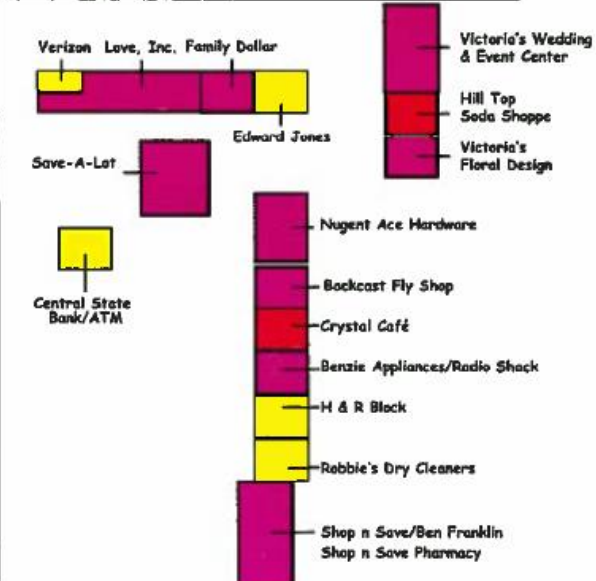 Verizon Love, Inc. Family Dollar
Edward Jones
Victoria's Wedding
& Event Center
Hill Top
Soda Shoppe
Victoria's
Floral Design
Save-A-Lot
Nugent Ace Hardware
Central State
Bank/ATM
Backcast Fly Shop
Crystal Café
Benzie Appliances/Radio Shack
H & R Block
Robbie's Dry Cleaners
Shop n Save/Ben Franklin
Shop n Save Pharmacy